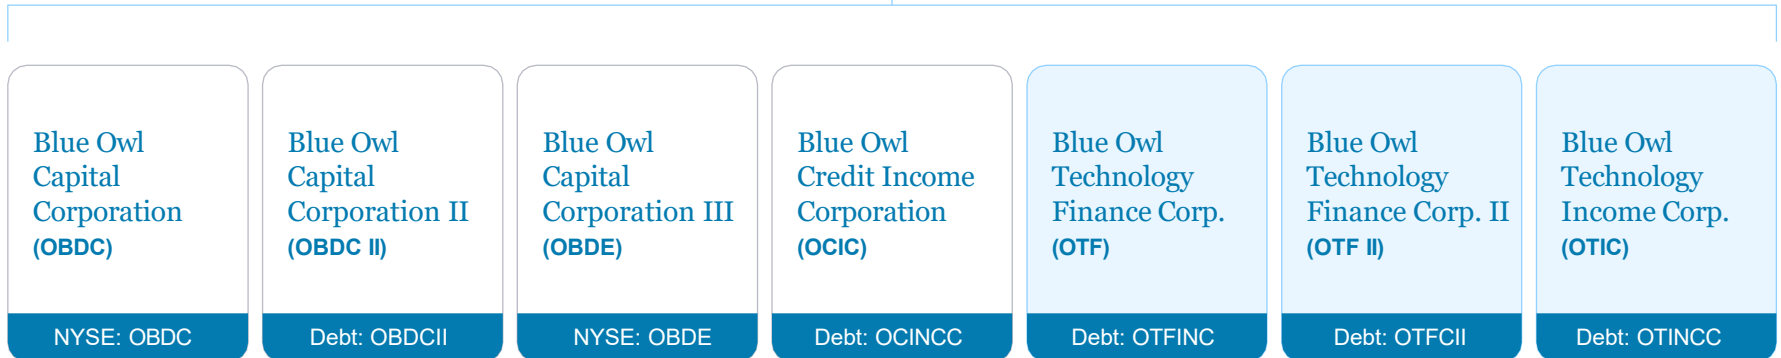 Blue Owl
Capital
Corporation
(OBDC)
NYSE: OBDC
Blue Owl
Capital
Corporation II
(OBDC II)
Debt: OBDCII
Blue Owl
Capital
Corporation III
(OBDE)
NYSE: OBDE
Blue Owl
Credit Income
Corporation
(OCIC)
Debt: OCINCC
Blue Owl
Technology
Finance Corp.
(OTF)
Debt: OTFINC
Blue Owl
Technology
Finance Corp. II
(OTF II)
Debt: OTFCII
Blue Owl
Technology
Income Corp.
(OTIC)
Debt: OTINCC